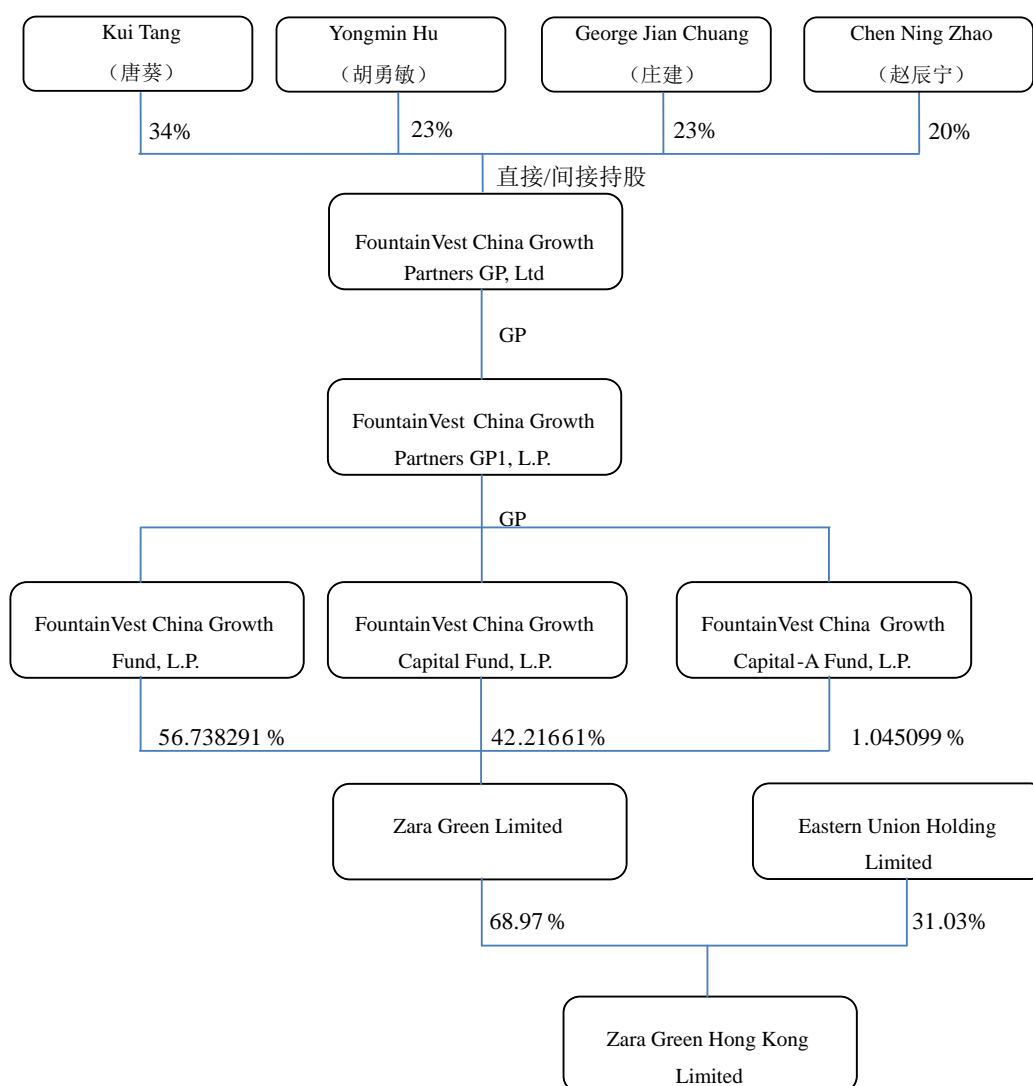 Kui Tang
（唐葵）
Yongmin Hu
（胡勇敏）
George Jian Chuang
（庄建）
Chen Ning Zhao
（赵辰宁）
34%
23%
23%
20%
直接/间接持股
FountainVest China Growth
Partners GP, Ltd
GP
FountainVest China Growth
Partners GP1, L.P.
GP
FountainVest China Growth
Fund, L.P.
FountainVest China Growth
Capital Fund, L.P.
FountainVest China Growth
Capital-A Fund, L.P.
56.738291%
42.21661%
1.045099%
Zara Green Limited
Eastern Union Holding
Limited
68.97%
31.03%
Zara Green Hong Kong
Limited